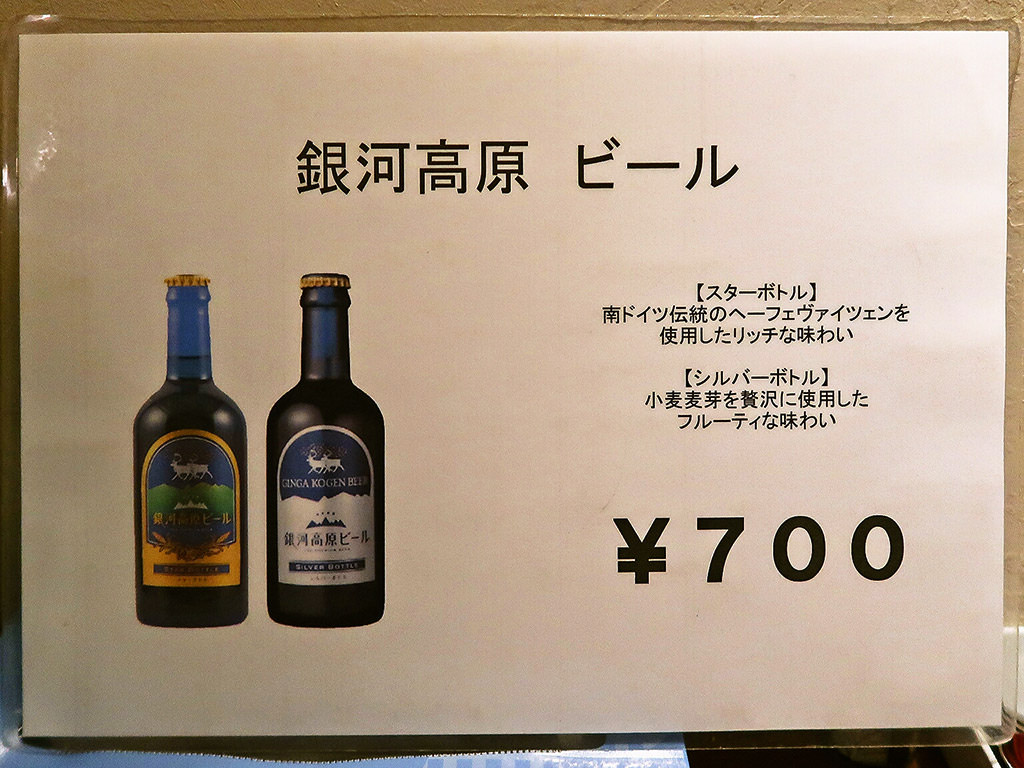 銀河高原 ビール
【スターボトル】
南ドイツ伝統のヘーフェヴァイツェンを
使用したリッチな味わい
【シルバーボトル】
小麦麦芽を贅沢に使用した
フルーティな味わい
¥700
銀河高原ビール
GINGA KOGEN BEER
銀河高原ビール
SILVER BOTTLE